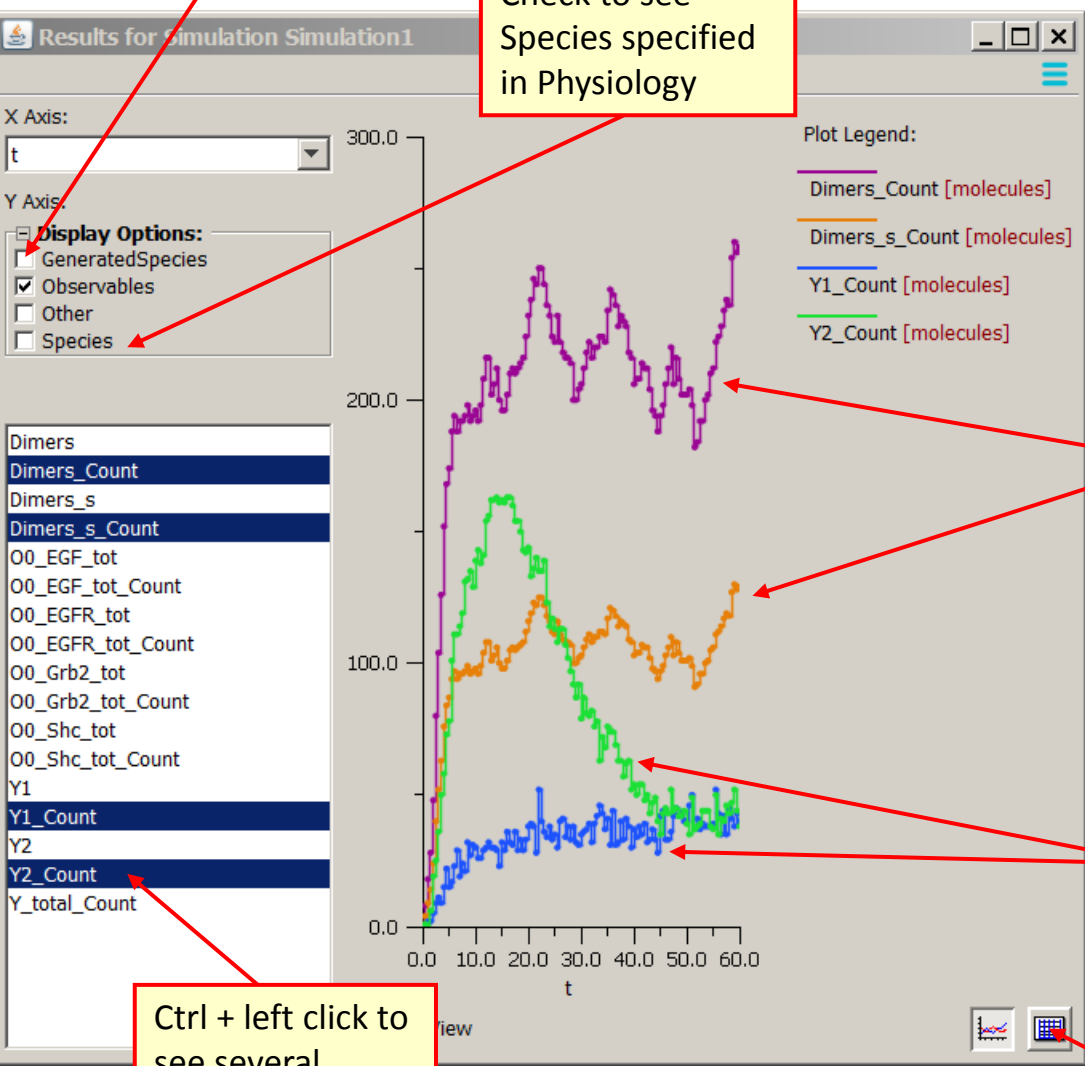 Check to see
Species specified
in Physiology
Results for Simulation Simulation1
X Axis:
t
Y Axis:
Display Options:
GeneratedSpecies
Observables
Other
Species
Dimers
Dimers_Count
Dimers_s
Dimers_s_Count
O0_EGF_tot
O0_EGF_tot_Count
O0_EGFR_tot
O0_EGFR_tot_Count
O0_Grb2_tot
O0_Grb2_tot_Count
O0_Shc_tot
O0_Shc_tot_Count
Y1
Y1_Count
Y2
Y2_Count
Y_total_Count
300.0
200.0
100.0
0.0
0.0 10.0 20.0 30.0 40.0 50.0 60.0
t
Plot Legend:
Dimers_Count [molecules]
Dimers_s_Count [molecules]
Y1_Count [molecules]
Y2_Count [molecules]
Ctrl + left click to
see several
View